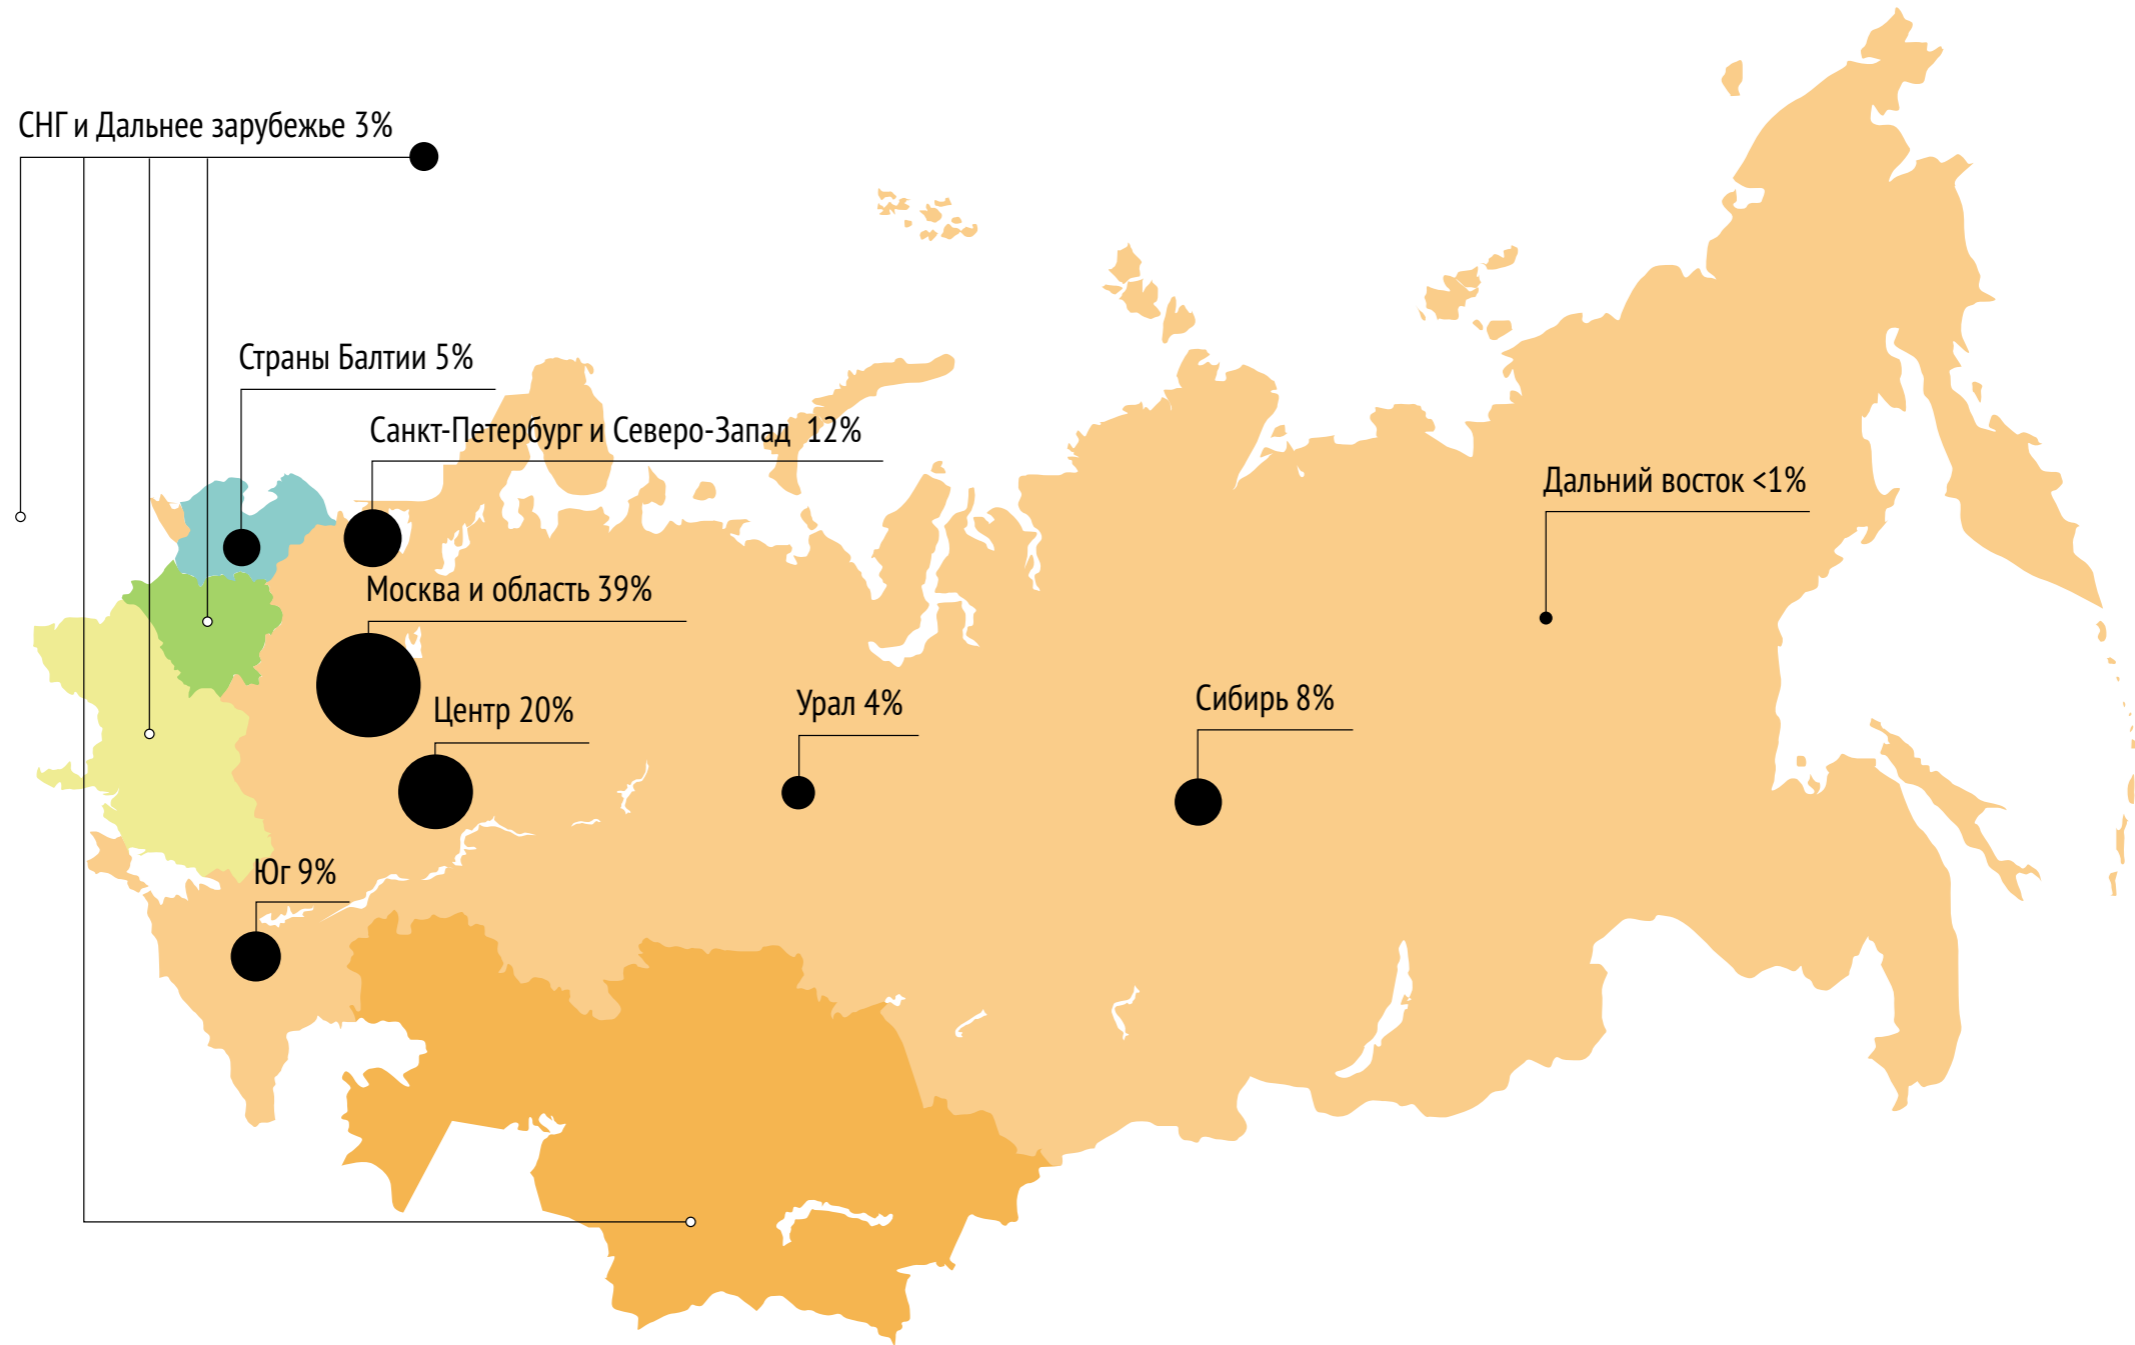 СНГ и Дальнее зарубежье 3%
Страны Балтии 5%
Санкт-Петербург и Северо-Запад 12%
Дальний восток <1%
Москва и область 39%
Центр 20%
Урал 4%
Сибирь 8%
Юг 9%